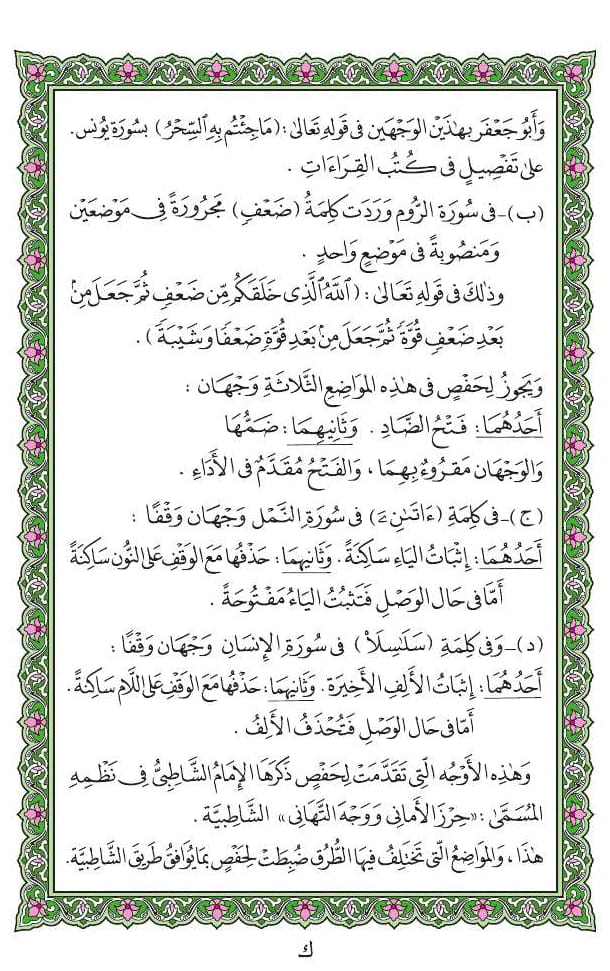 وَأَبُو جَعْفَر بِهَٰذَيْنِ الوَجْهَيْنِ فِى قَوْلِهِ تَعَالَىٰ: (مَا جِئْتُم بِهِ ٱلسِّحْرُ) بِسُورَةِ يُونُس.
عَلَىٰ تَفْصِيلٍ فِى كُتُبِ القِرَاءَاتِ .
(ب)- فِى سُورَةِ الرُّومِ وَرَدَت كَلِمَةُ (ضَعْفٖ) مَجْرُورَةً فِى مَوْضِعَيْن
وَمَنصُوبَةً فِى مَوْضِعٍ وَاحِدٍ .
وَذَٰلِكَ فِى قَوْلِهِ تَعَالَىٰ: (ٱللَّهُ ٱلَّذِى خَلَقَكُم مِّن ضَعْفٖ ثُمَّ جَعَلَ مِنۢ
بَعْدِ ضَعْفٖ قُوَّةٗ ثُمَّ جَعَلَ مِنۢ بَعْدِ قُوَّةٖ ضَعْفٗا وَشَيْبَةٗ) .
وَيَجُوزُ لِحَفْصٍ فِى هَٰذِهِ المَوَاضِعِ الثَّلَاثَةِ وَجْهَان :
أَحَدُهُمَا: فَتْحُ الضَّادِ . وَثَانِيهِمَا: ضَمُّهَا
وَالوَجْهَان مَقْرُوءٌ بِهِمَا، وَالفَتْحُ مُقَدَّمٌ فِى الأَدَاءِ .
(ج)- فِى كَلِمَةِ (ءَاتَىٰنِۦَ) فِى سُورَةِ النَّمْل وَجْهَان وَقْفًا :
أَحَدُهُمَا: إِثْبَاتُ اليَاءِ سَاكِنَةً. وَثَانِيهِمَا: حَذْفُهَا مَعَ الوَقْفِ عَلَى النُّونِ سَاكِنَةً
أَمَّا فِى حَالِ الوَصْلِ فَتَثْبُتُ اليَاءُ مَفْتُوحَةً .
(د)- وَفِى كَلِمَةِ (سَلَٰسِلَا۟) فِى سُورَةِ الإِنسَانِ وَجْهَان وَقْفًا :
أَحَدُهُمَا: إِثْبَاتُ الأَلِفِ الأَخِيرَةِ. وَثَانِيهِمَا: حَذْفُهَا مَعَ الوَقْفِ عَلَى اللَّامِ سَاكِنَةً.
أَمَّا فِى حَالِ الوَصْلِ فَتُحْذَفُ الأَلِفُ .
وَهَٰذِهِ الأَوْجُه الَّتِى تَقَدَّمَتْ لِحَفْصٍ ذَكَرَهَا الإِمَامُ الشَّاطِبِىُّ فِى نَظْمِهِ
المُسَمَّىٰ: «حِرْزَ الأَمَانِى وَوَجْهَ التَّهَانِى» الشَّاطِبِيَّة .
هَٰذَا، وَالمَوَاضِعُ الَّتِى تَخْتَلِفُ فِيهَا الطُّرُق ضُبِطَتْ لِحَفْصٍ بِمَا يُوَافِقُ طَرِيقَ الشَّاطِبِيَّة.
ك